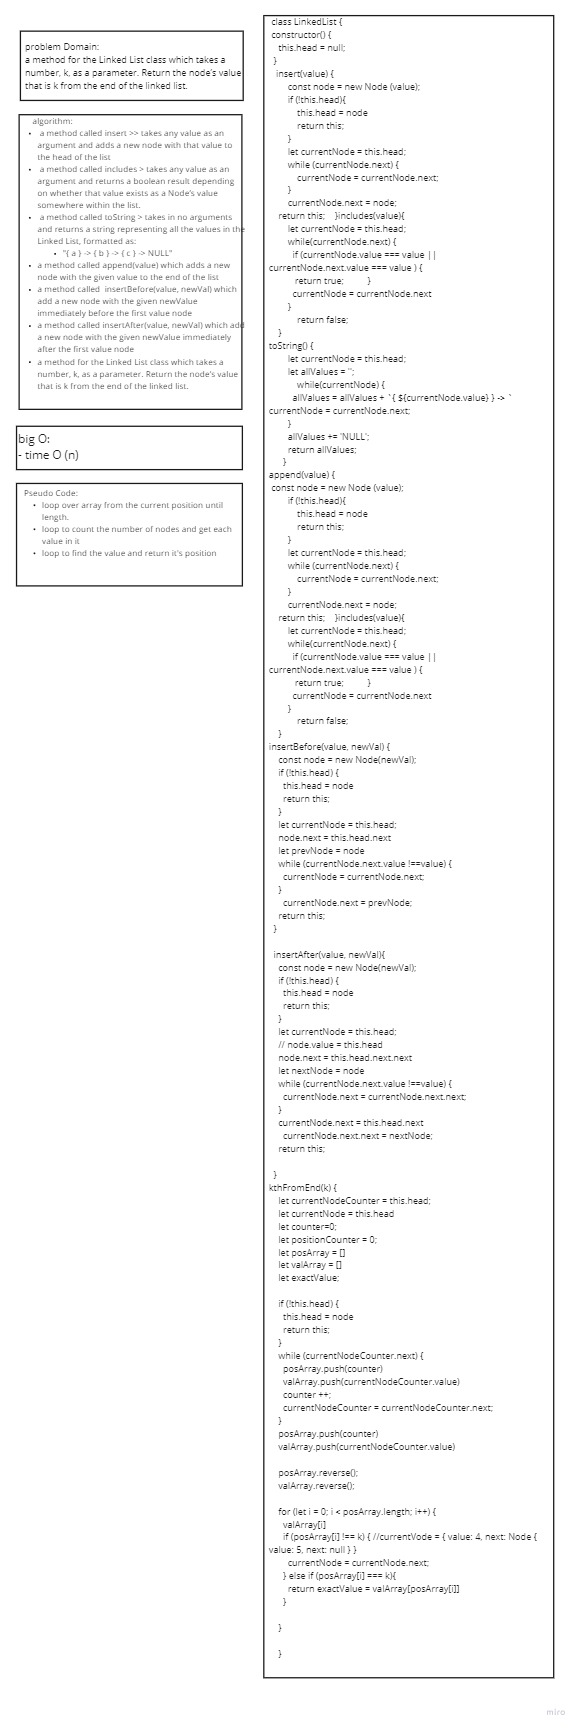 problem Domain:
a method for the Linked List class which takes a
number, k, as a parameter. Return the node's value
that is k from the end of the linked list.
algorithm:
• a method called insert >> takes any value as an
argument and adds a new node with that value to
the head of the list
• a method called includes > takes any value as an
argument and returns a boolean result depending
on whether that value exists as a Node's value
somewhere within the list.
• a method called toString > takes in no arguments
and returns a string representing all the values in the
Linked List, formatted as:
• "{ a } -> { b } -> { c } -> NULL"
• a method called append(value) which adds a new
node with the given value to the end of the list
• a method called insertBefore(value, newVal) which
add a new node with the given newValue
immediately before the first value node
• a method called insertAfter(value, newVal) which add
a new node with the given newValue immediately
after the first value node
• a method for the Linked List class which takes a
number, k, as a parameter. Return the node's value
that is k from the end of the linked list.
big O:
- time O (n)
Pseudo Code:
• loop over array from the current position until
length.
• loop to count the number of nodes and get each
value in it
• loop to find the value and return it's position
class LinkedList {
constructor() {
this.head = null;
}
insert(value) {
const node = new Node (value);
if (!this.head){
this.head = node
return this;
}
let currentNode = this.head;
while (currentNode.next) {
currentNode = currentNode.next;
}
currentNode.next = node;
return this; }includes(value){
let currentNode = this.head;
while(currentNode.next) {
if (currentNode.value === value ||
currentNode.next.value === value ) {
return true; }
currentNode = currentNode.next
}
return false;
}
toString() {
let currentNode = this.head;
let allValues = '';
while(currentNode) {
allValues = allValues + `{ ${currentNode.value} } -> `
currentNode = currentNode.next;
}
allValues += 'NULL';
return allValues;
}
append(value) {
const node = new Node (value);
if (!this.head){
this.head = node
return this;
}
let currentNode = this.head;
while (currentNode.next) {
currentNode = currentNode.next;
}
currentNode.next = node;
return this; }includes(value){
let currentNode = this.head;
while(currentNode.next) {
if (currentNode.value === value ||
currentNode.next.value === value ) {
return true; }
currentNode = currentNode.next
}
return false;
}
insertBefore(value, newVal) {
const node = new Node(newVal);
if (!this.head) {
this.head = node
return this;
}
let currentNode = this.head;
node.next = this.head.next
let prevNode = node
while (currentNode.next.value !==value) {
currentNode = currentNode.next;
}
currentNode.next = prevNode;
return this;
}
insertAfter(value, newVal){
const node = new Node(newVal);
if (!this.head) {
this.head = node
return this;
}
let currentNode = this.head;
// node.value = this.head
node.next = this.head.next.next
let nextNode = node
while (currentNode.next.value !==value) {
currentNode.next = currentNode.next.next;
}
currentNode.next = this.head.next
currentNode.next.next = nextNode;
return this;
}
kthFromEnd(k) {
let currentNodeCounter = this.head;
let currentNode = this.head
let counter=0;
let positionCounter = 0;
let posArray = []
let valArray = []
let exactValue;
if (!this.head) {
this.head = node
return this;
}
while (currentNodeCounter.next) {
posArray.push(counter)
valArray.push(currentNodeCounter.value)
counter ++;
currentNodeCounter = currentNodeCounter.next;
}
posArray.push(counter)
valArray.push(currentNodeCounter.value)
posArray.reverse();
valArray.reverse();
for (let i = 0; i < posArray.length; i++) {
valArray[i]
if (posArray[i] !== k) { //currentVode = { value: 4, next: Node {
value: 5, next: null } }
currentNode = currentNode.next;
} else if (posArray[i] === k){
return exactValue = valArray[posArray[i]]
}
}
}
miro